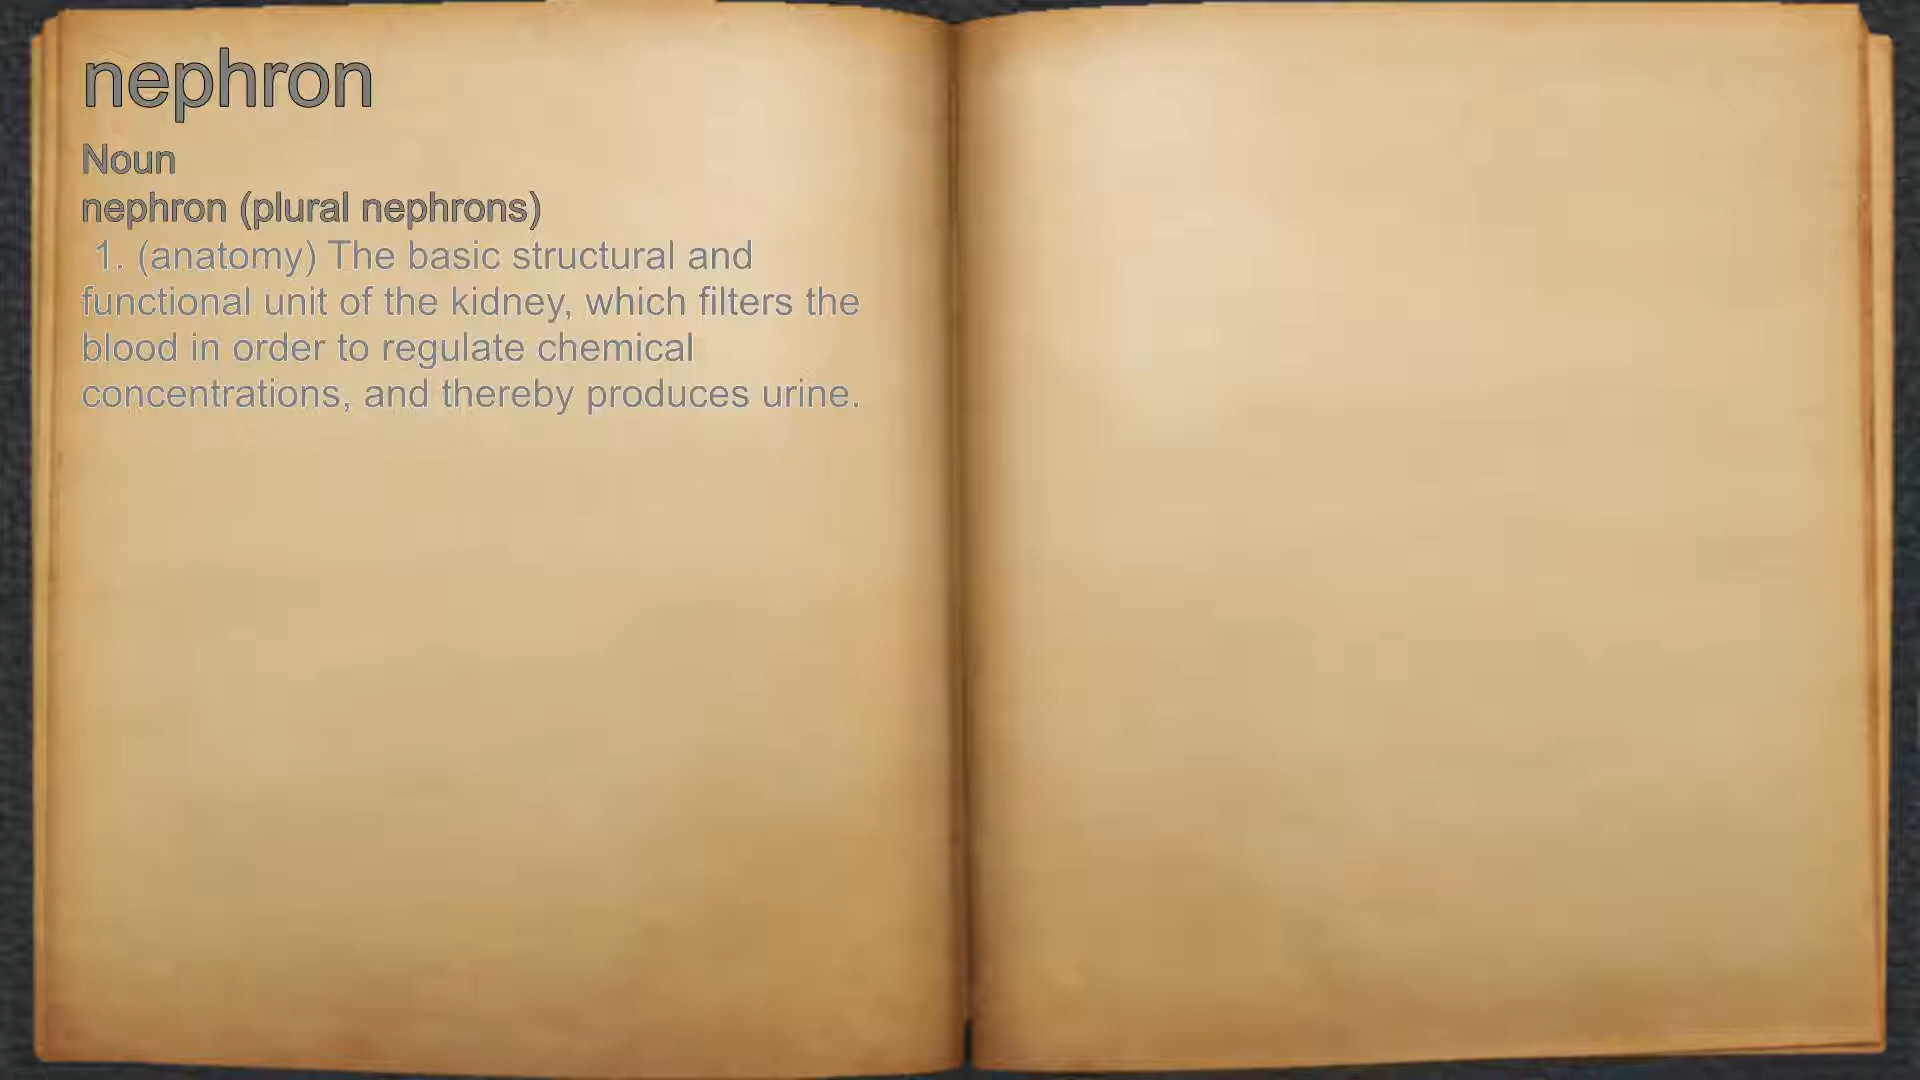 nephron
Noun
nephron (plural nephrons)
1. (anatomy) The basic structural and
functional unit of the kidney, which filters the
blood in order to regulate chemical
concentrations, and thereby produces urine.